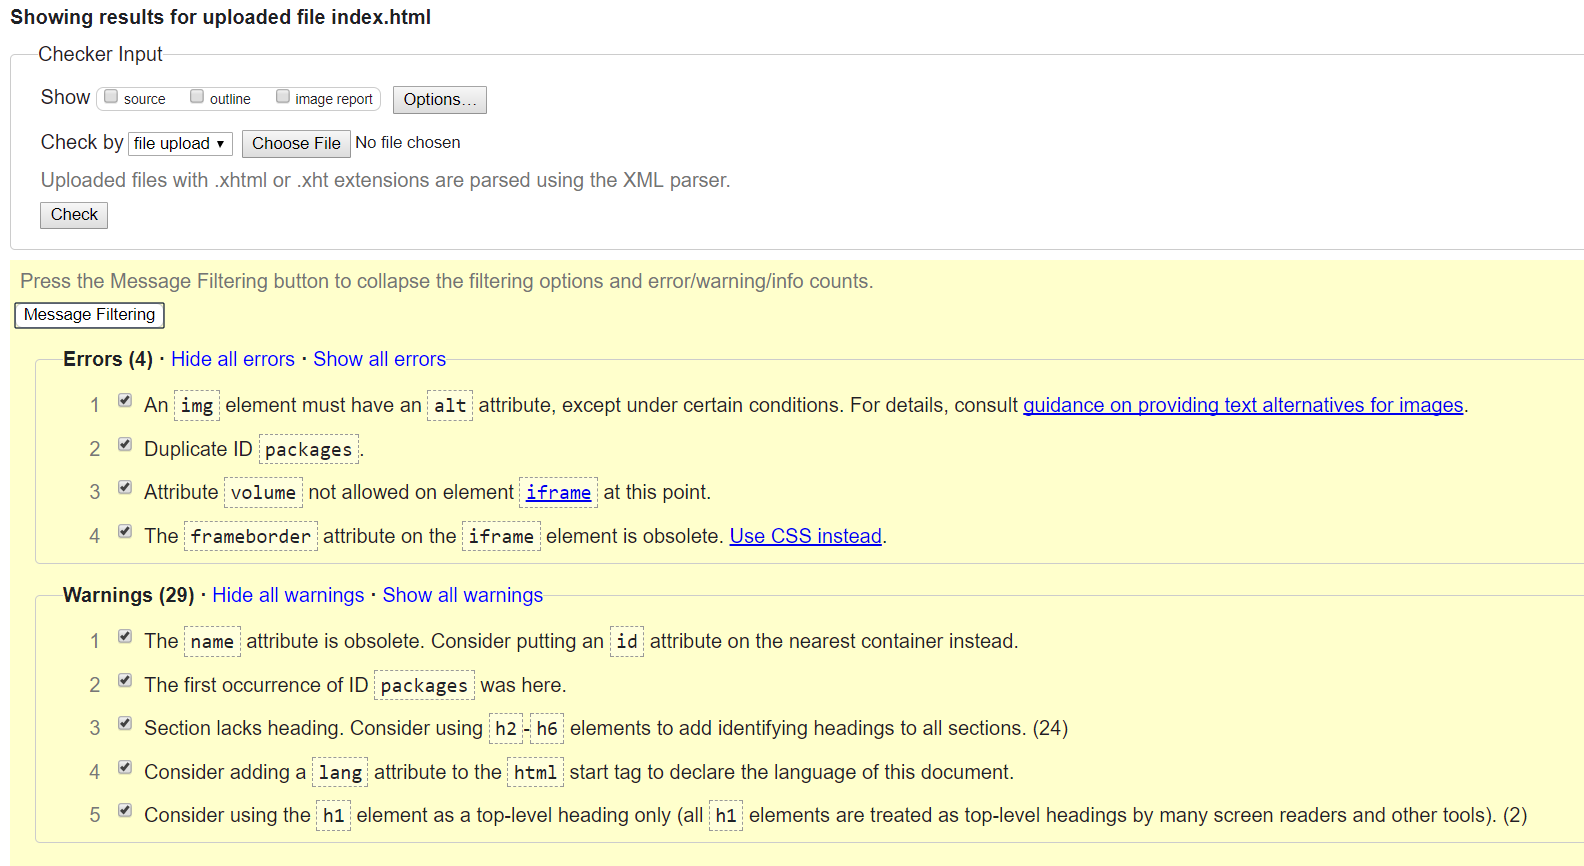 Showing results for uploaded file index.html
Checker Input
Show source outline image report Options...
Check by file upload ▾ Choose File No file chosen
Uploaded files with .xhtml or .xht extensions are parsed using the XML parser.
Check
Press the Message Filtering button to collapse the filtering options and error/warning/info counts.
Message Filtering
Errors (4) · Hide all errors · Show all errors
1 An img element must have an alt attribute, except under certain conditions. For details, consult guidance on providing text alternatives for images.
2 Duplicate ID packages.
3 Attribute volume not allowed on element iframe at this point.
4 The frameborder attribute on the iframe element is obsolete. Use CSS instead.
Warnings (29) · Hide all warnings · Show all warnings
1 The name attribute is obsolete. Consider putting an id attribute on the nearest container instead.
2 The first occurrence of ID packages was here.
3 Section lacks heading. Consider using h2-h6 elements to add identifying headings to all sections. (24)
4 Consider adding a lang attribute to the html start tag to declare the language of this document.
5 Consider using the h1 element as a top-level heading only (all h1 elements are treated as top-level headings by many screen readers and other tools). (2)